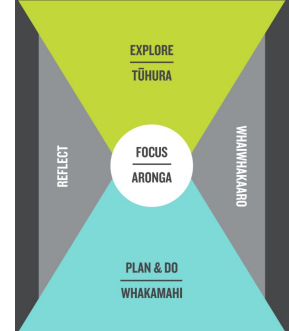 EXPLORE
TŪHURA
REFLECT
FOCUS
ARONGA
WHAIWHAKAARO
PLAN & DO
WHAKAMAHI